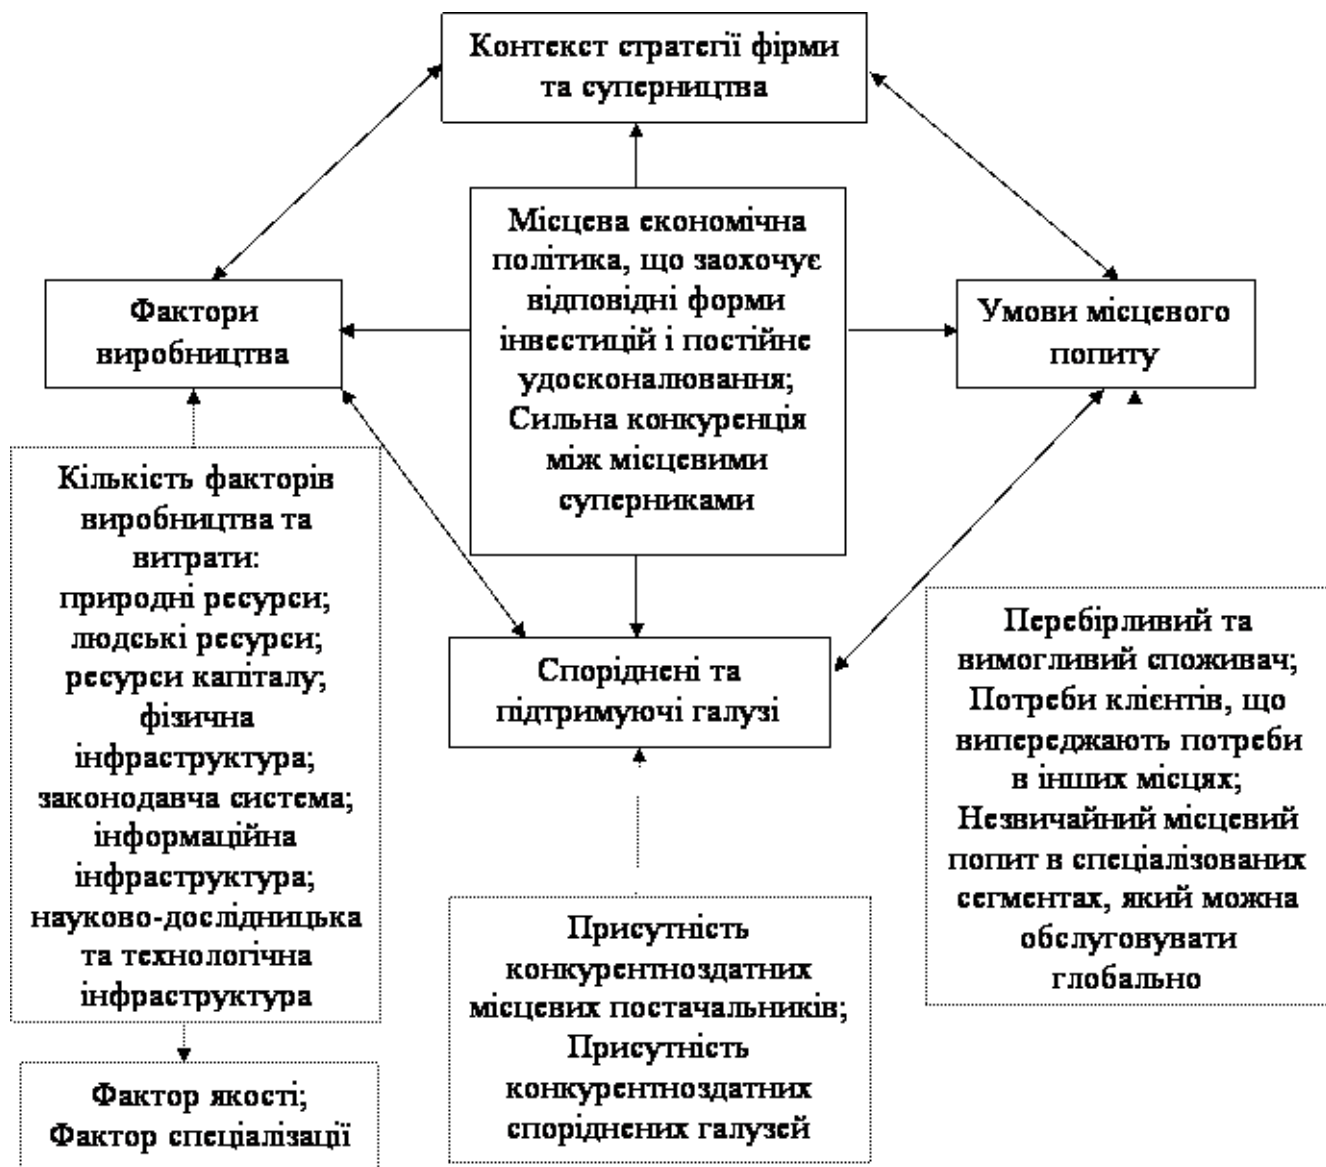 Контекст стратегії фірми
та суперництва
Місцева економічна
політика, що заохочує
відповідні форми
інвестицій і постійне
удосконалювання;
Сильна конкуренція
між місцевими
суперниками
Фактори
виробництва
Умови місцевого
попиту
Кількість факторів
виробництва та
витрати:
природні ресурси;
людські ресурси;
ресурси капіталу;
фізична
інфраструктура;
законодавча система;
інформаційна
інфраструктура;
науково-дослідницька
та технологічна
інфраструктура
Споріднені та
підтримуючі галузі
Перебірливий та
вимогливий споживач;
Потреби клієнтів, що
випереджають потреби
в інших місцях;
Незвичайний місцевий
попит в спеціалізованих
сегментах, який можна
обслуговувати
глобально
Присутність
конкурентноздатних
місцевих постачальників;
Присутність
конкурентноздатних
споріднених галузей
Фактор якості;
Фактор спеціалізації